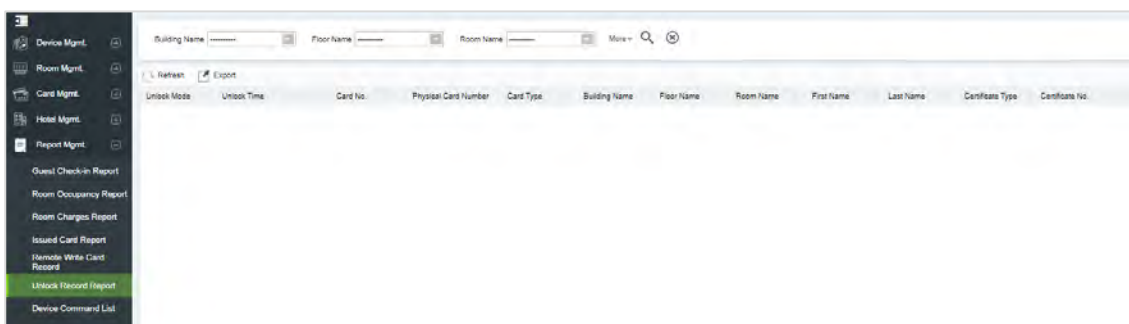 Device Mgmt.
Room Mgmt.
Card Mgmt.
Hotel Mgmt.
Report Mgmt.
Guest Check-in Report
Room Occupancy Report
Room Charges Report
Issued Card Report
Remote Write Card
Record
Unlock Record Report
Device Command List
Building Name --------- Floor Name --------- Room Name --------- More
Refresh Export
Unlock Mode Unlock Time Card No. Physical Card Number Card Type Building Name Floor Name Room Name First Name Last Name Certificate Type Certificate No.